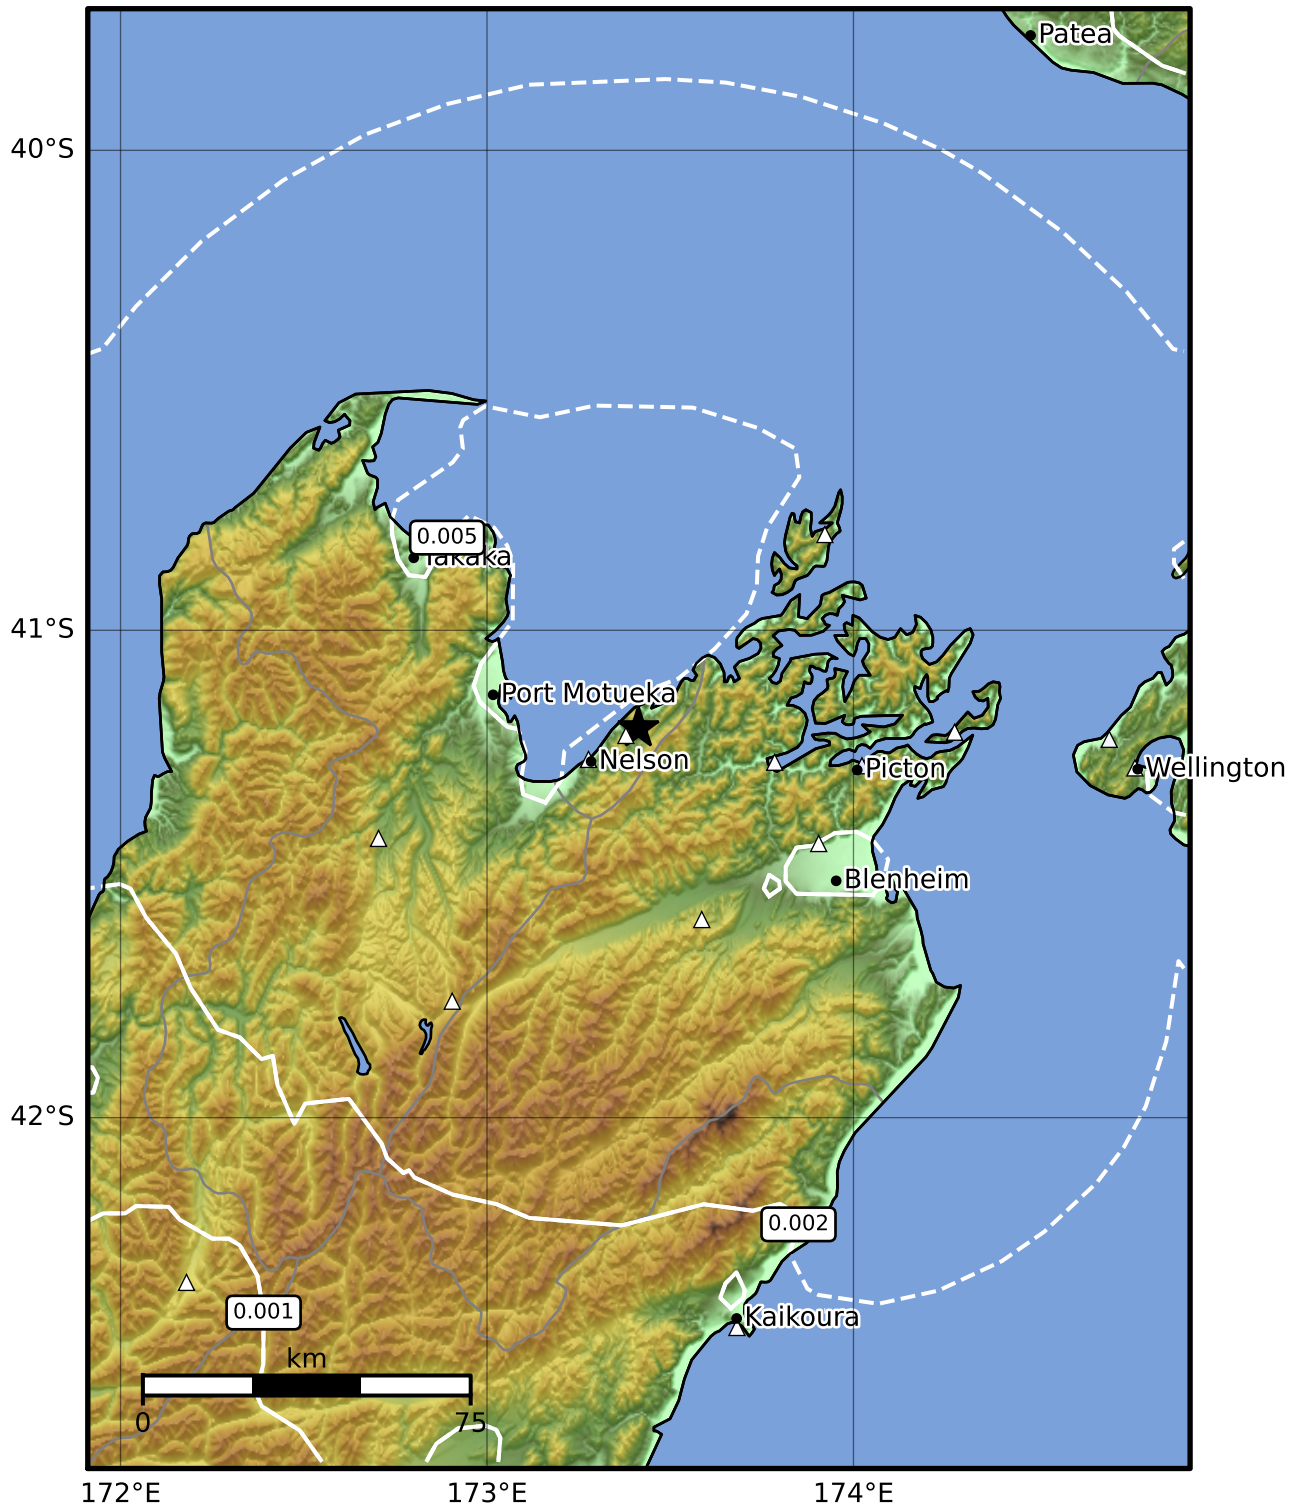 Patea
40°S
0.005
Takaka
41°S
Port Motueka
Nelson
Picton
Wellington
Blenheim
42°S
0.002
0.001
Kaikoura
km
0 75
172°E 173°E 174°E